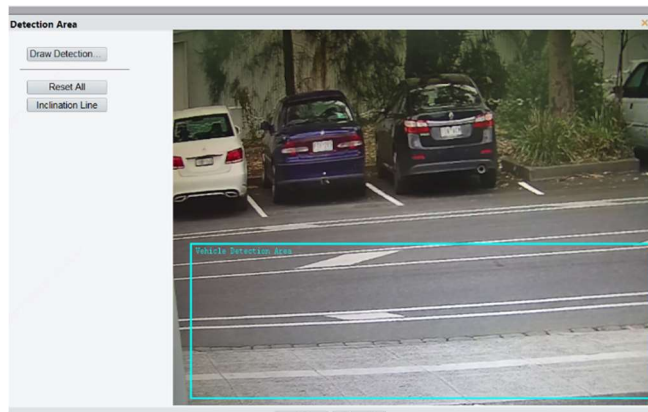 Detection Area
Draw Detection...
Reset All
Inclination Line
Vehicle Detection Area